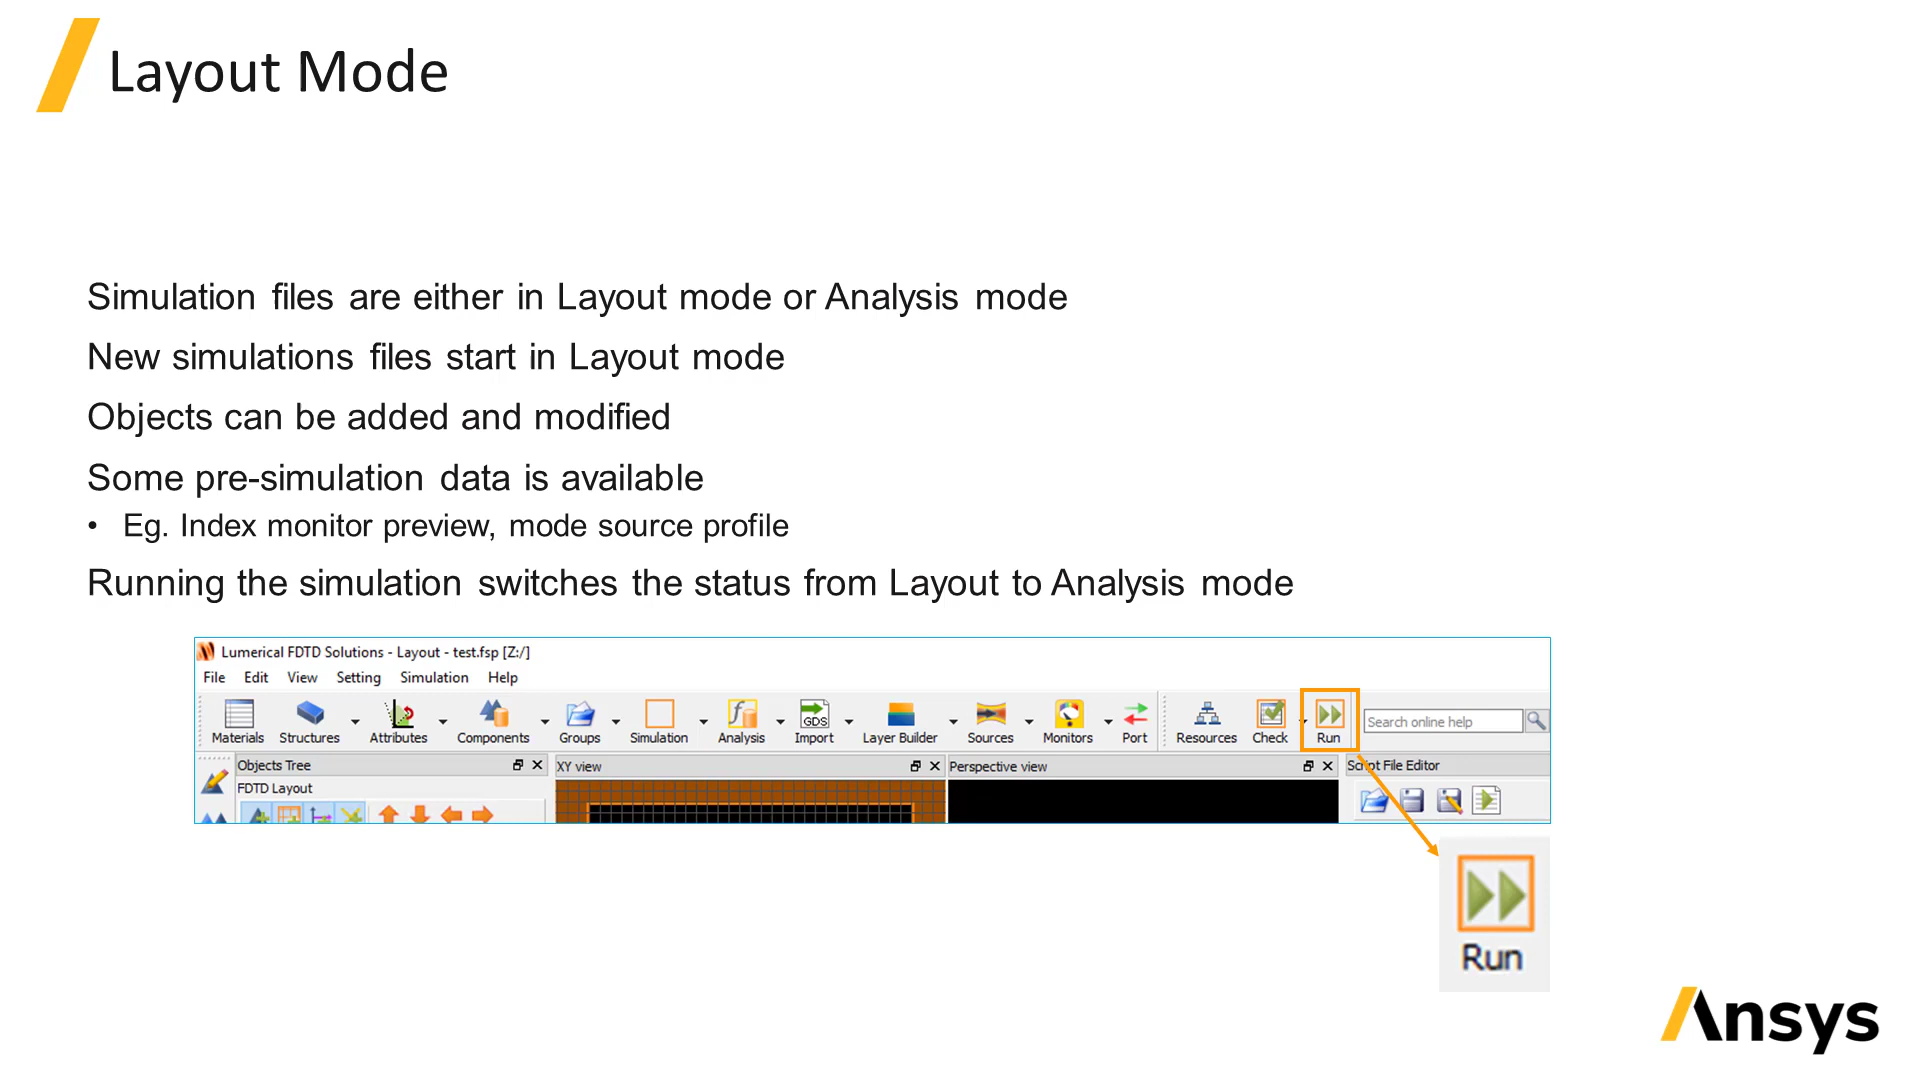 Layout Mode
Simulation files are either in Layout mode or Analysis mode
New simulations files start in Layout mode
Objects can be added and modified
Some pre-simulation data is available
• Eg. Index monitor preview, mode source profile
Running the simulation switches the status from Layout to Analysis mode
Lumerical FDTD Solutions - Layout - test.fsp [Z:/]
File Edit View Setting Simulation Help
GDS
Materials Structures Attributes Components Groups Simulation Analysis Import Layer Builder Sources Monitors Port Resources Check Run Search online help
Objects Tree XY view Perspective view Script File Editor
FDTD Layout
Run
Ansys